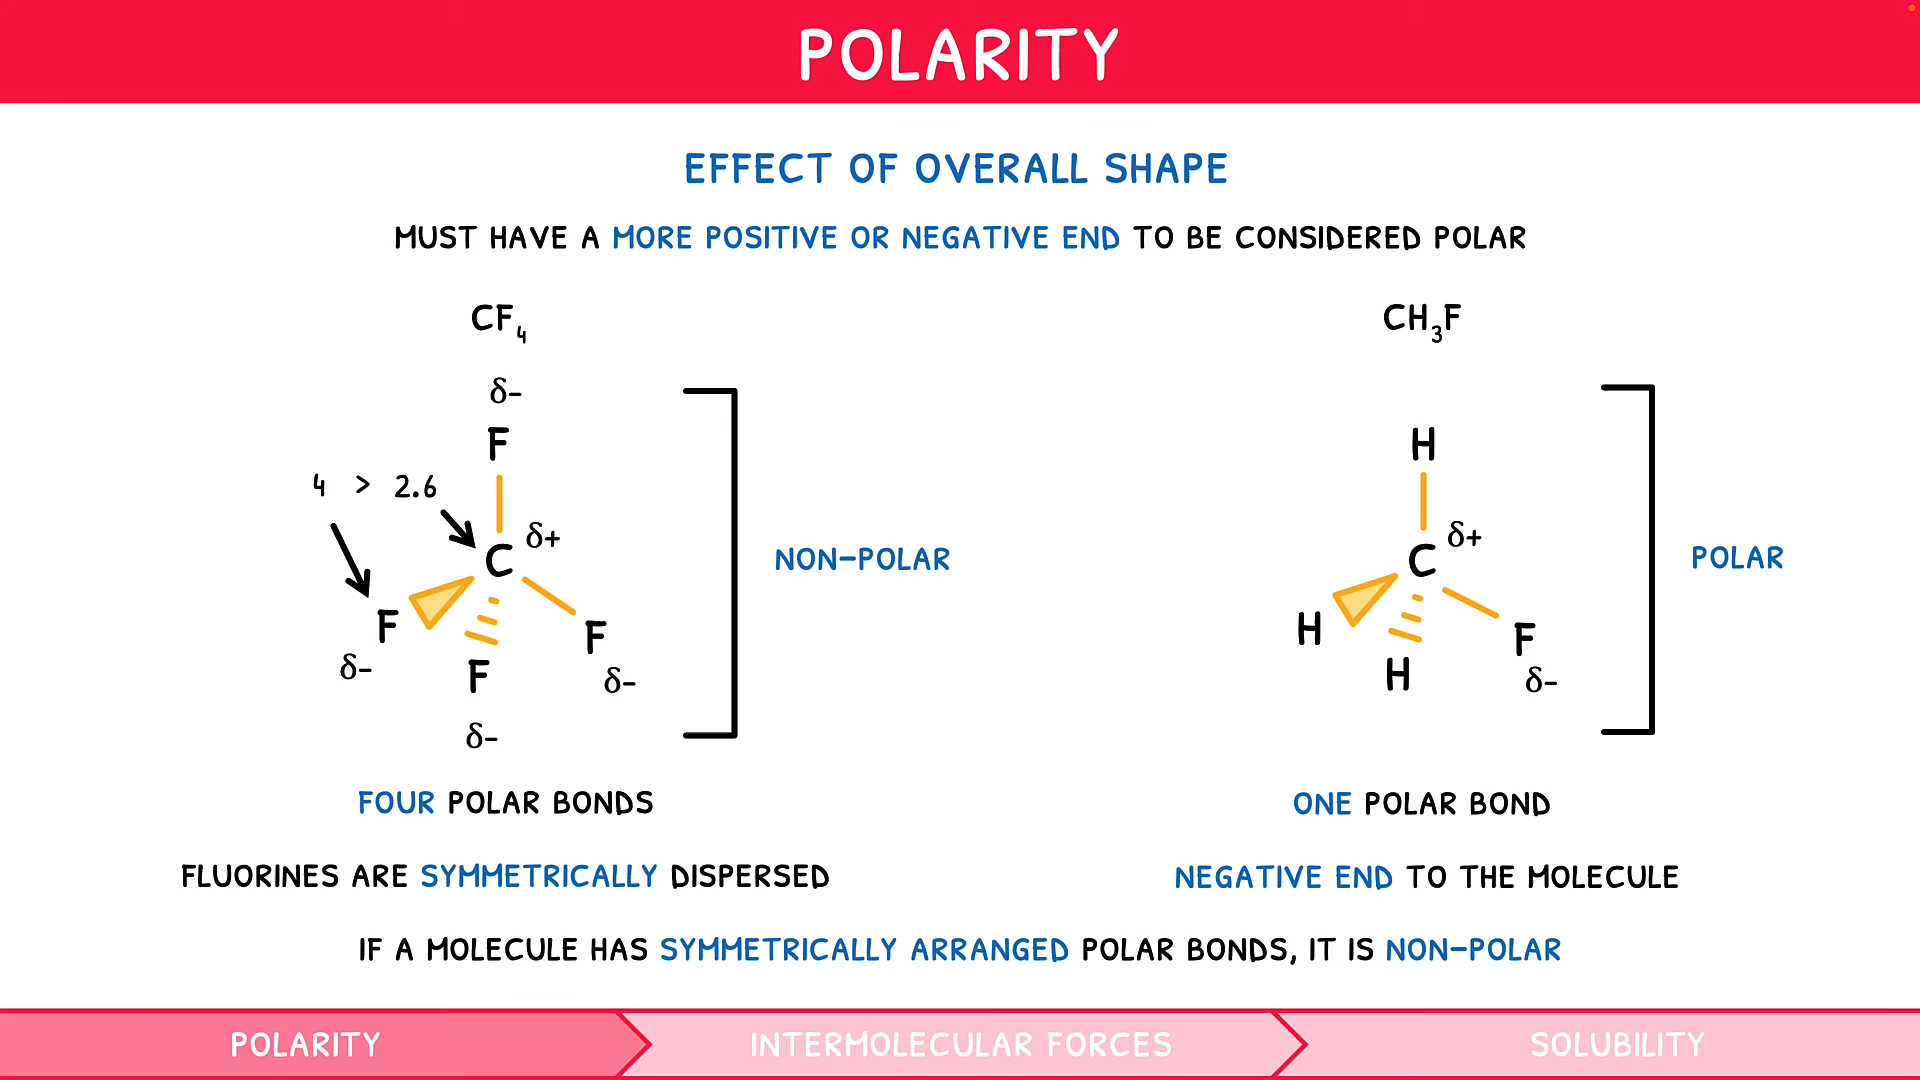 POLARITY
EFFECT OF OVERALL SHAPE
MUST HAVE A MORE POSITIVE OR NEGATIVE END TO BE CONSIDERED POLAR
CF₄
δ-
F
4 > 2.6
C δ+
F
F
F
δ-
δ-
δ-
NON-POLAR
FOUR POLAR BONDS
FLUORINES ARE SYMMETRICALLY DISPERSED
CH₃F
H
C δ+
H
H
F
δ-
POLAR
ONE POLAR BOND
NEGATIVE END TO THE MOLECULE
IF A MOLECULE HAS SYMMETRICALLY ARRANGED POLAR BONDS, IT IS NON-POLAR
POLARITY
INTERMOLECULAR FORCES
SOLUBILITY